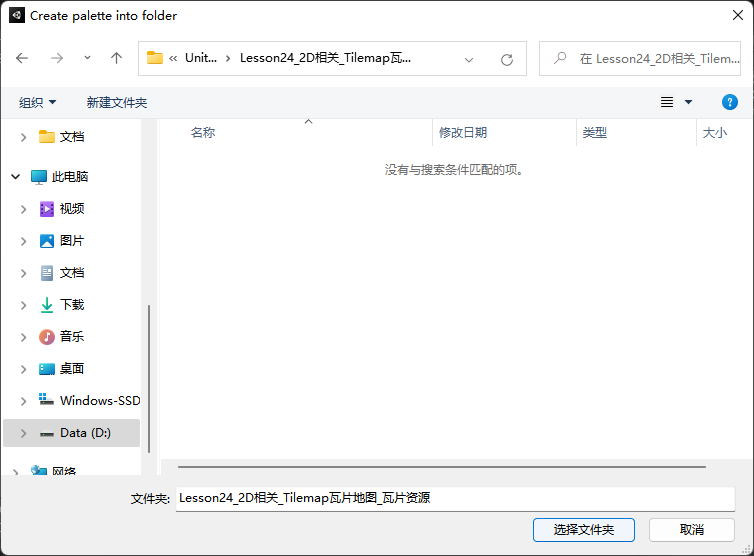 Create palette into folder
« Unit... › Lesson24_2D相关_Tilemap瓦...
在 Lesson24_2D相关_Tilem...
组织 新建文件夹
?
名称 修改日期 类型 大小
没有与搜索条件匹配的项。
文档
此电脑
视频
图片
文档
下载
音乐
桌面
Windows-SSD
Data (D:)
网络
文件夹: Lesson24_2D相关_Tilemap瓦片地图_瓦片资源
选择文件夹 取消